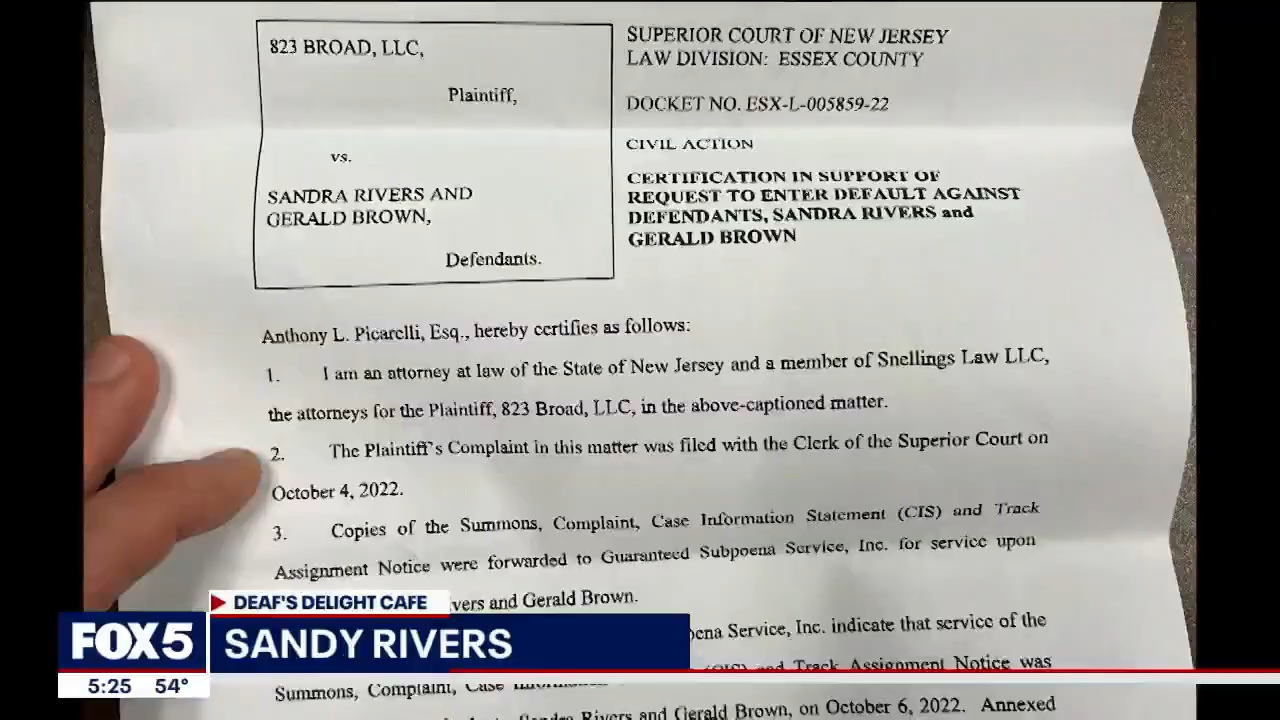 823 BROAD, LLC,
Plaintiff,
vs.
SANDRA RIVERS AND
GERALD BROWN,
Defendants.
SUPERIOR COURT OF NEW JERSEY
LAW DIVISION: ESSEX COUNTY
DOCKET NO. ESX-L-005859-22
CIVIL ACTION
CERTIFICATION IN SUPPORT OF
REQUEST TO ENTER DEFAULT AGAINST
DEFENDANTS, SANDRA RIVERS and
GERALD BROWN
Anthony L. Picarelli, Esq., hereby certifies as follows:
1. I am an attorney at law of the State of New Jersey and a member of Snellings Law LLC,
the attorneys for the Plaintiff, 823 Broad, LLC, in the above-captioned matter.
2. The Plaintiff's Complaint in this matter was filed with the Clerk of the Superior Court on
October 4, 2022.
3. Copies of the Summons, Complaint, Case Information Statement (CIS) and Track
Assignment Notice were forwarded to Guaranteed Subpoena Service, Inc. for service upon
and Gerald Brown.
Service, Inc. indicate that service of the
and Track Assignment Notice was
Summons, Complaint, Case
Rivers and Gerald Brown, on October 6, 2022. Annexed
DEAF'S DELIGHT CAFE
SANDY RIVERS
FOX5
5:25 54°